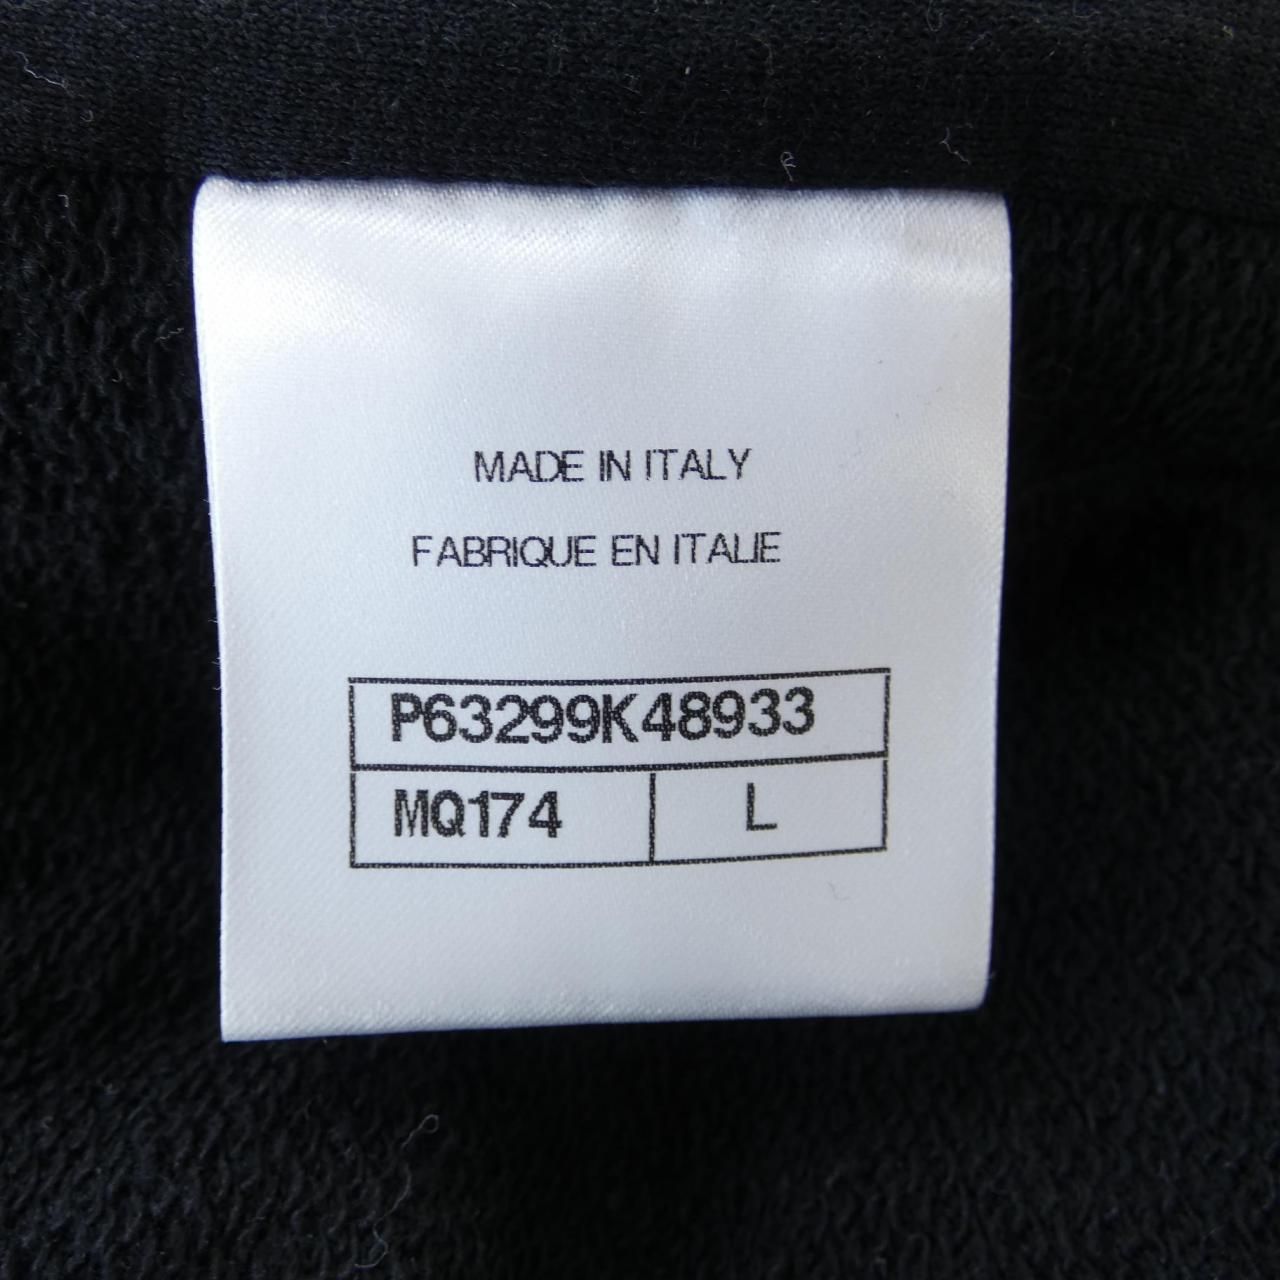 MADE IN ITALY
FABRIQUE EN ITALIE
P63299K48933
MQ174 L